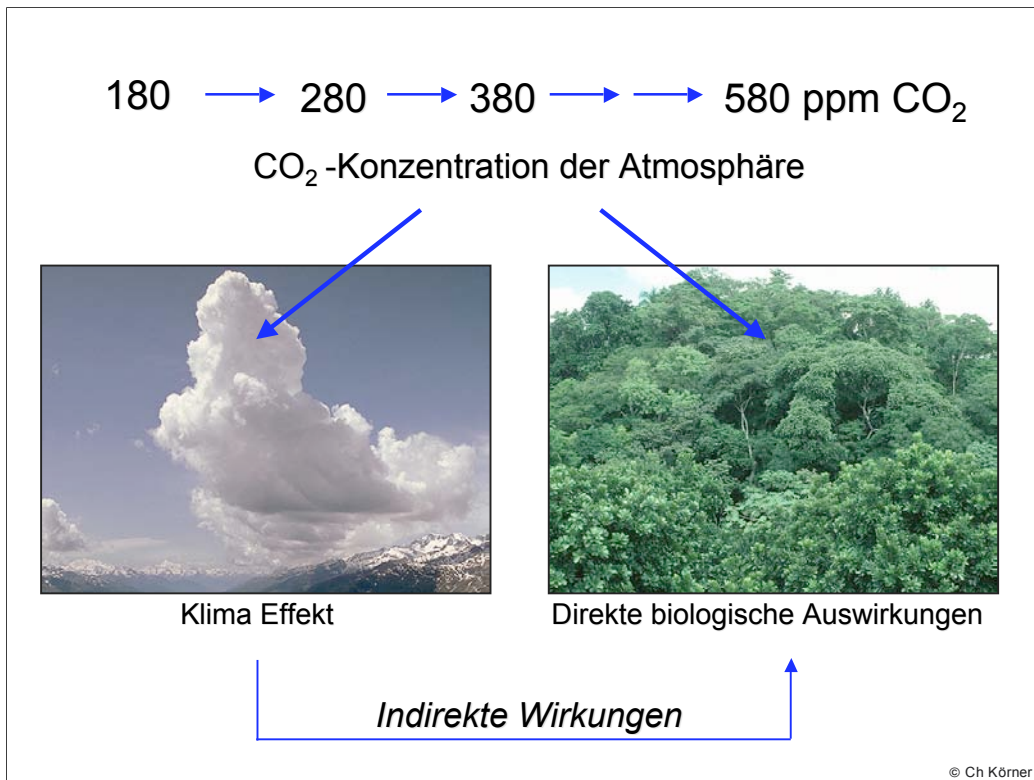 180 → 280 → 380 → → 580 ppm CO₂
CO₂ -Konzentration der Atmosphäre
Klima Effekt
Direkte biologische Auswirkungen
Indirekte Wirkungen
© Ch Körner